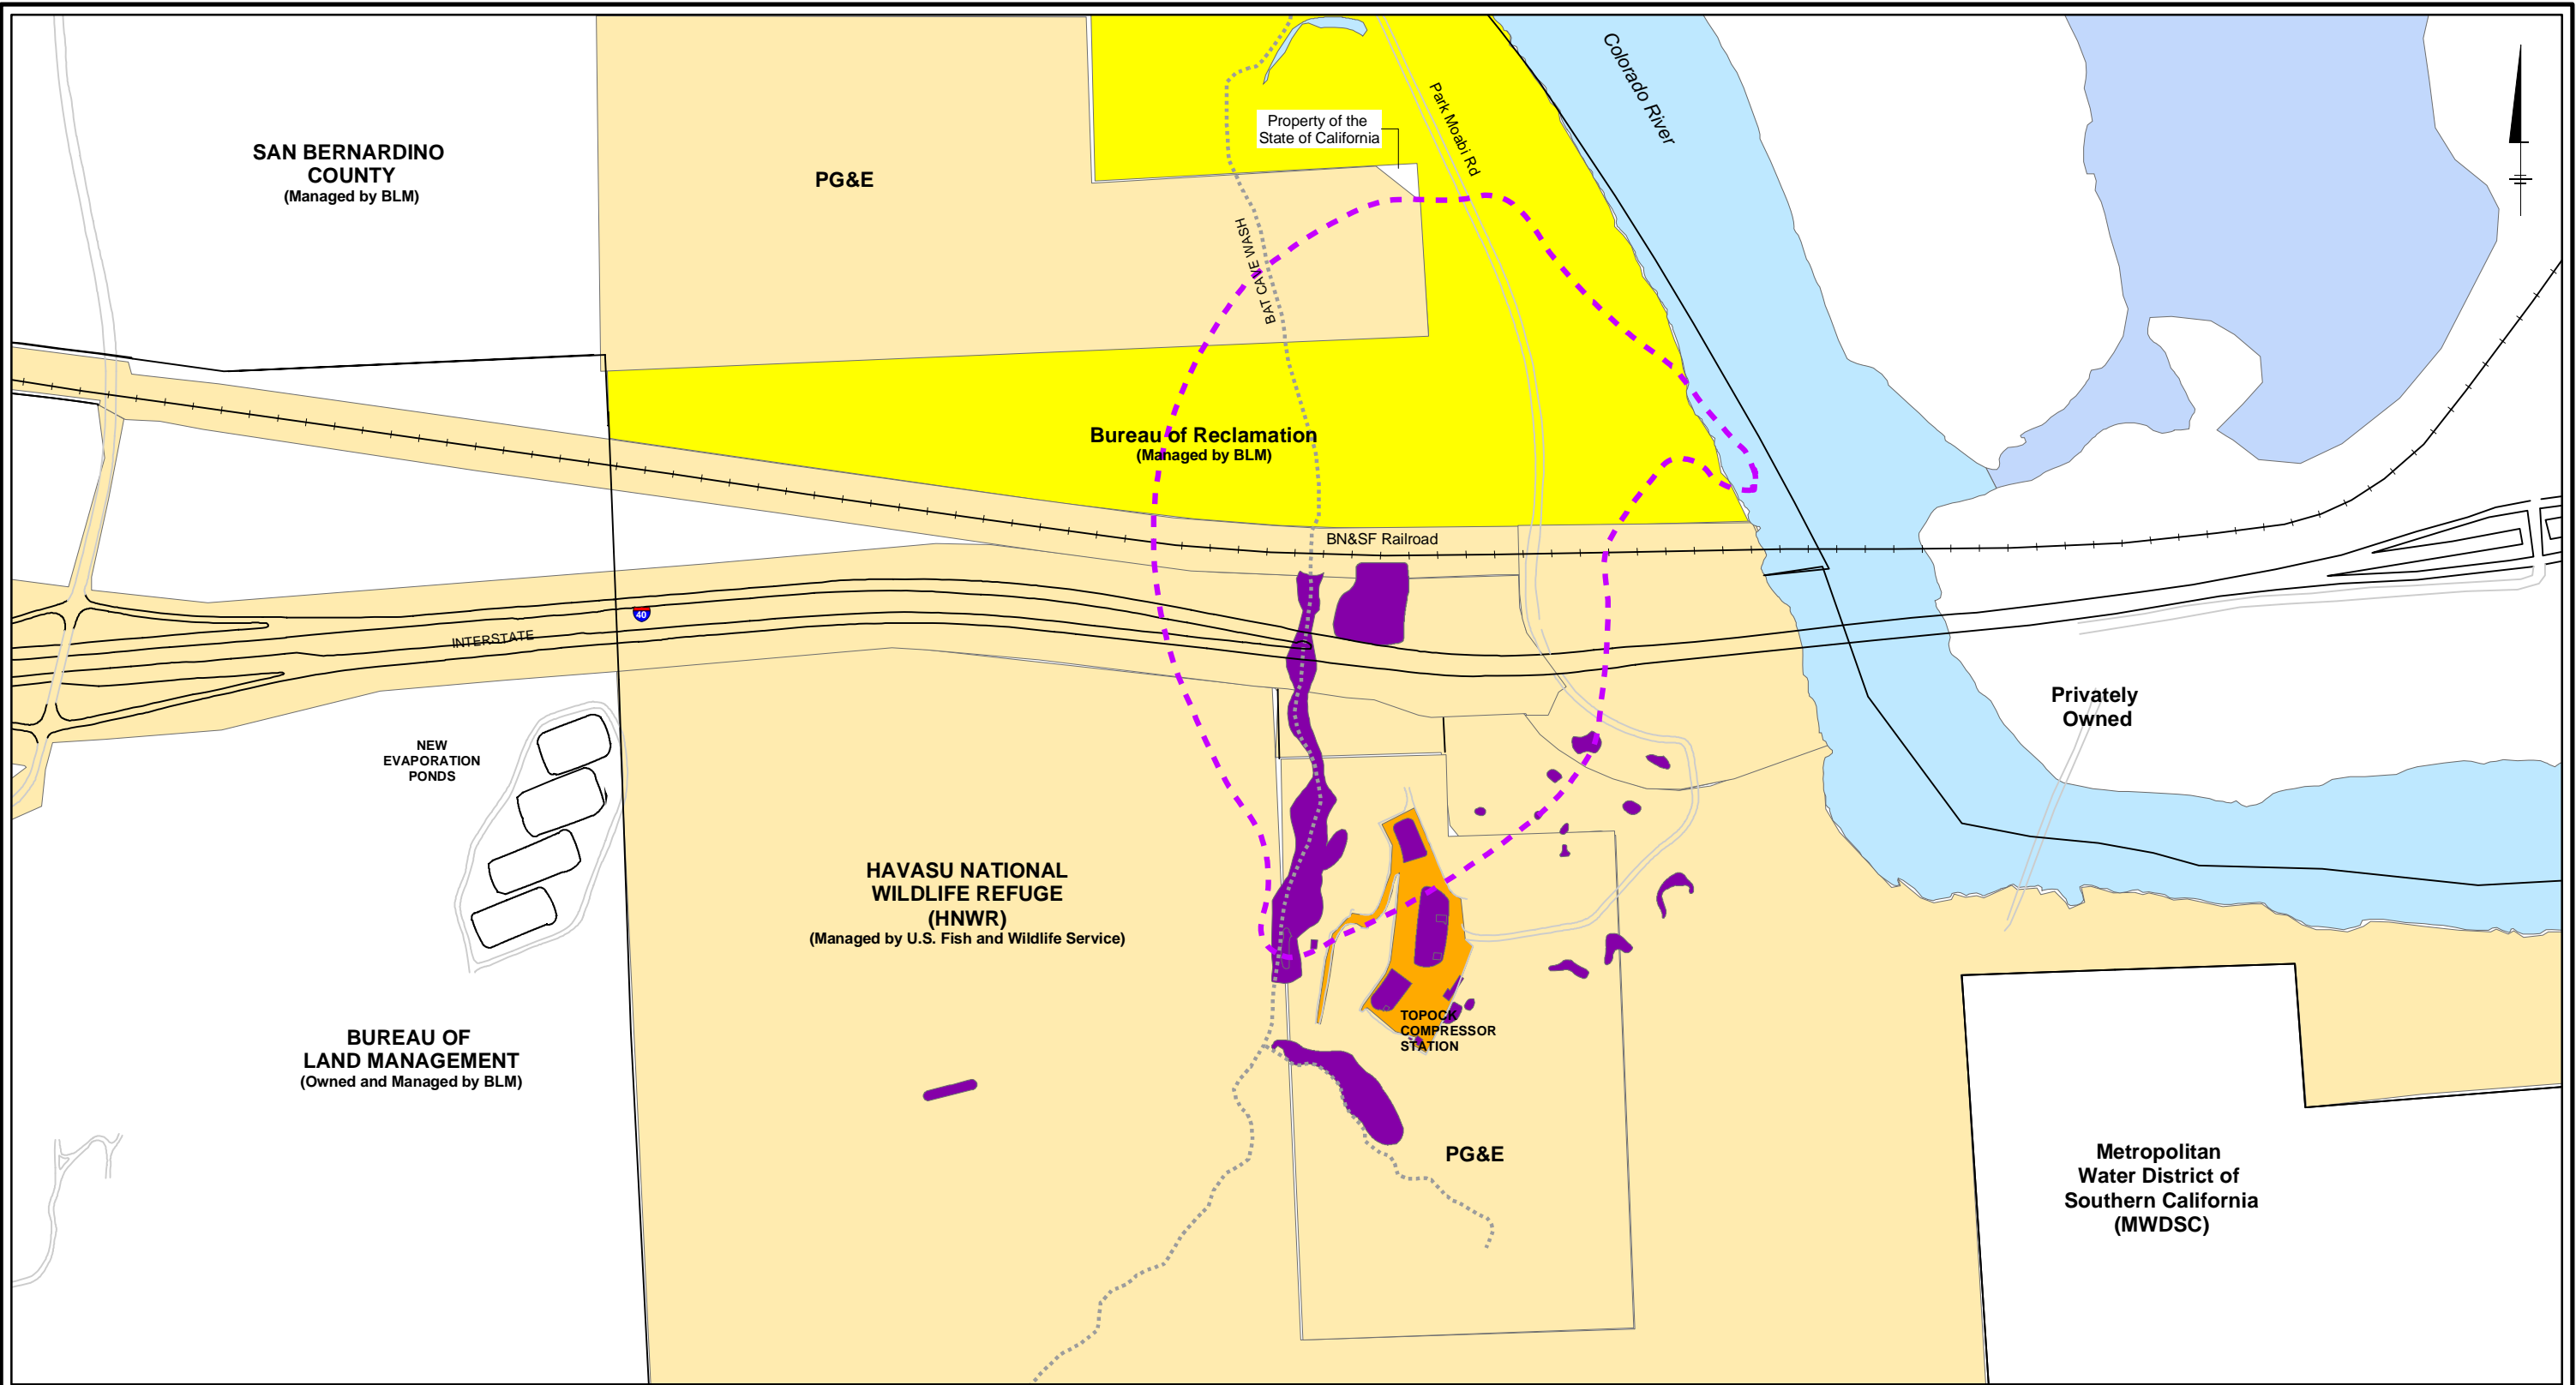 Colorado River
Park Moabi Rd
Property of the
State of California
SAN BERNARDINO
COUNTY
(Managed by BLM)
PG&E
BAT CAVE WASH
Bureau of Reclamation
(Managed by BLM)
BN&SF Railroad
40
INTERSTATE
Privately
Owned
NEW
EVAPORATION
PONDS
HAVASU NATIONAL
WILDLIFE REFUGE
(HNWR)
(Managed by U.S. Fish and Wildlife Service)
TOPOCK
COMPRESSOR
STATION
BUREAU OF
LAND MANAGEMENT
(Owned and Managed by BLM)
PG&E
Metropolitan
Water District of
Southern California
(MWDSC)